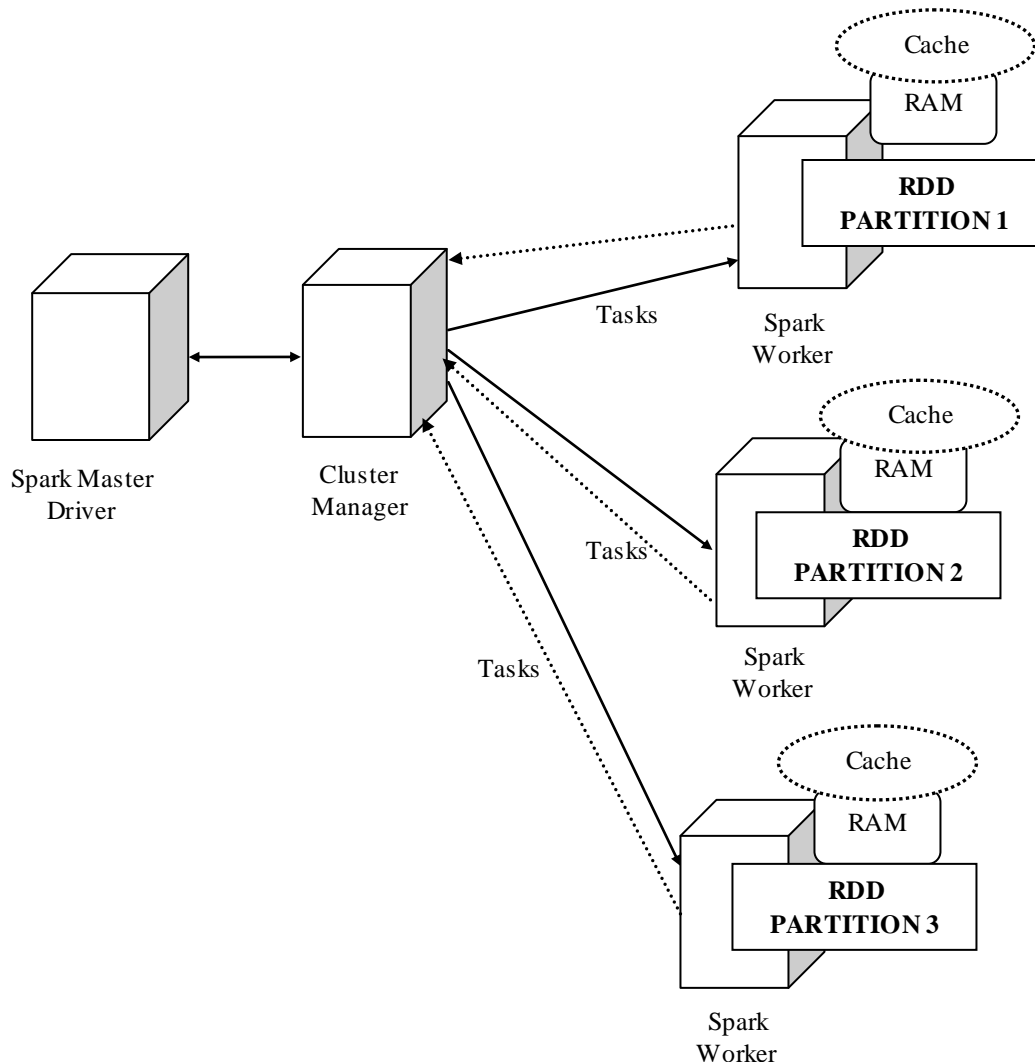 Cache
RAM
RDD
PARTITION 1
Tasks
Spark
Worker
Spark Master
Driver
Cluster
Manager
Cache
RAM
RDD
PARTITION 2
Tasks
Spark
Worker
Tasks
Cache
RAM
RDD
PARTITION 3
Spark
Worker